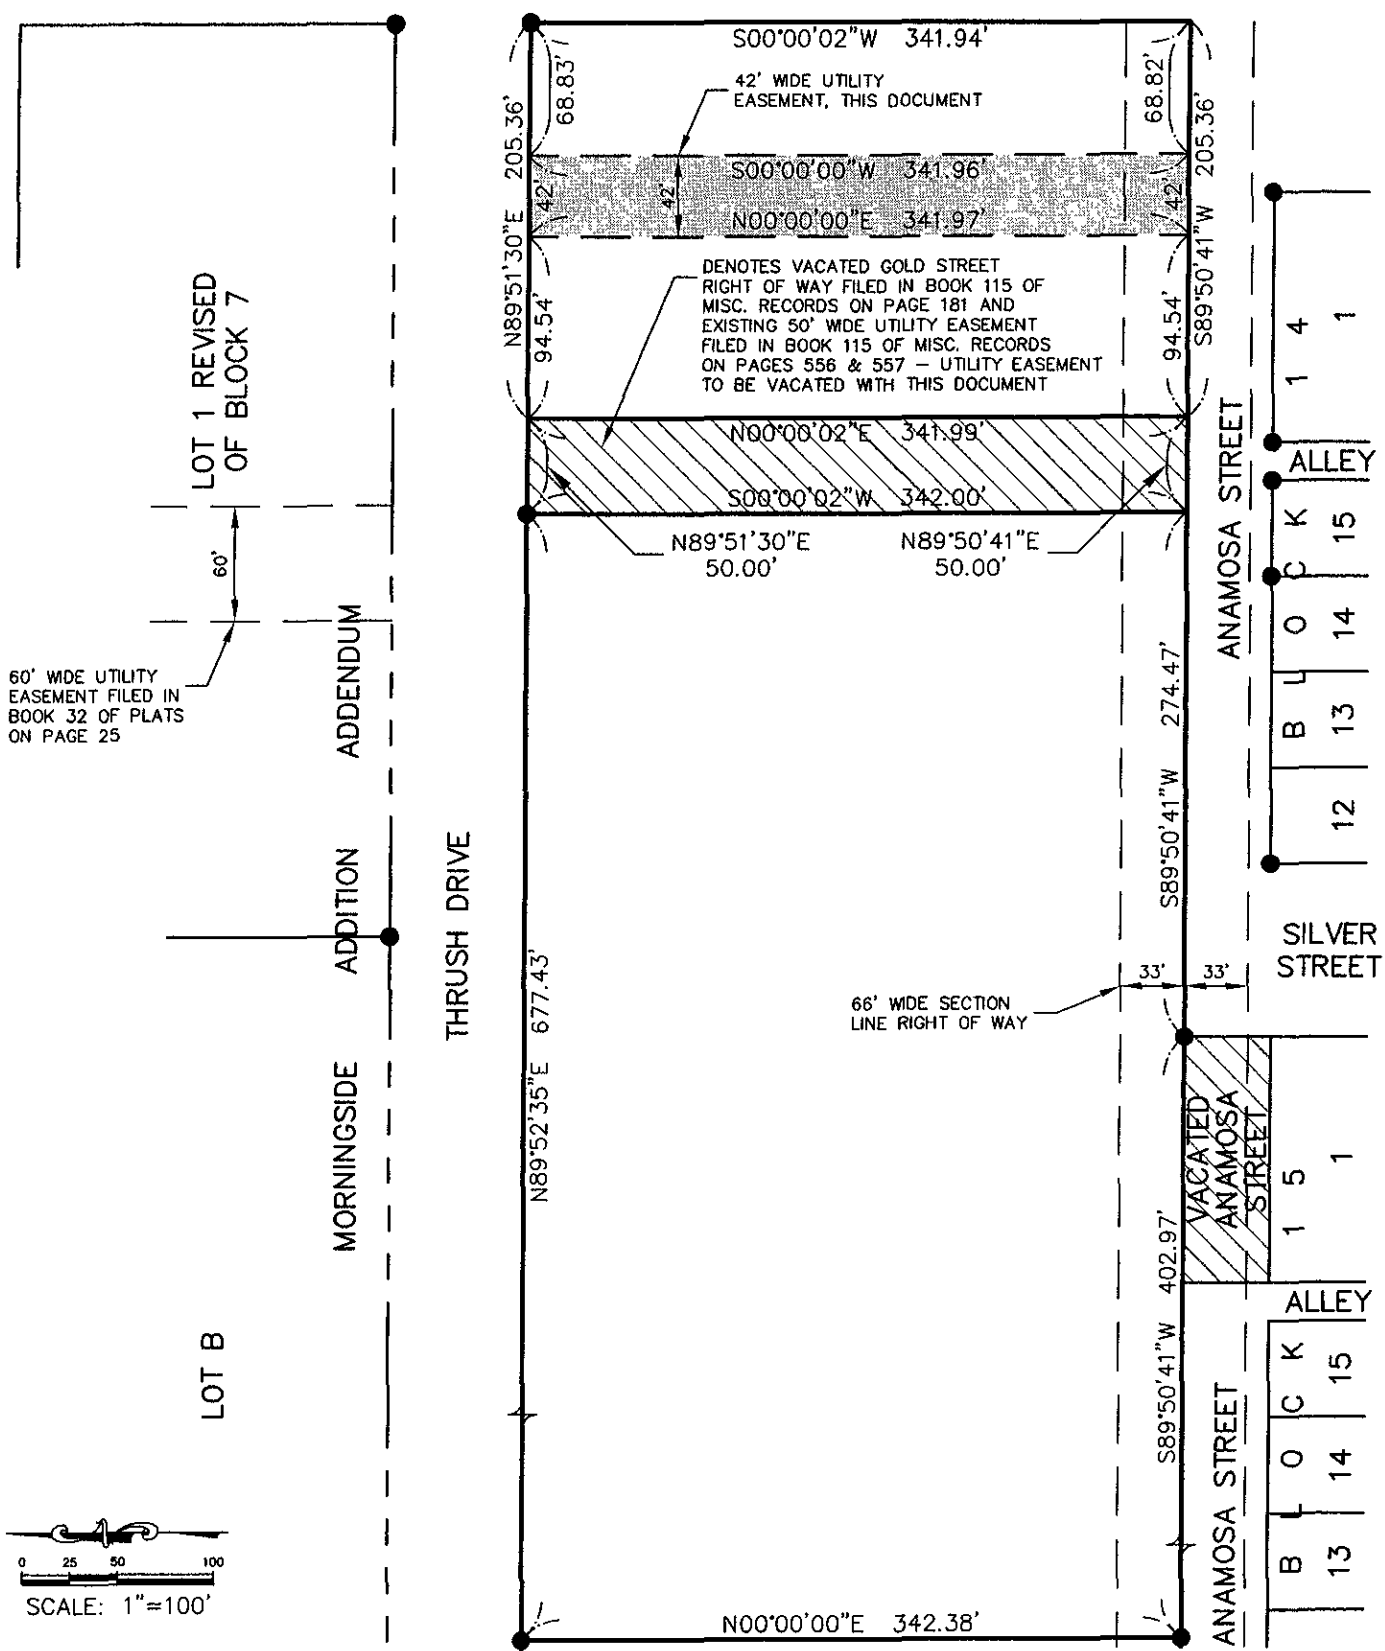 S00°00'02"W 341.94'
68.83'
68.82'
205.36'
205.36'
42' WIDE UTILITY
EASEMENT, THIS DOCUMENT
S00°00'00"W 341.96'
42'
42'
42'
N00°00'00"E 341.97'
N89°51'30"E
S89°50'41"W
94.54'
94.54'
DENOTES VACATED GOLD STREET
RIGHT OF WAY FILED IN BOOK 115 OF
MISC. RECORDS ON PAGE 181 AND
EXISTING 50' WIDE UTILITY EASEMENT
FILED IN BOOK 115 OF MISC. RECORDS
ON PAGES 556 & 557 – UTILITY EASEMENT
TO BE VACATED WITH THIS DOCUMENT
LOT 1 REVISED
OF BLOCK 7
N00°00'02"E 341.99'
S00°00'02"W 342.00'
N89°51'30"E
50.00'
N89°50'41"E
50.00'
60'
60' WIDE UTILITY
EASEMENT FILED IN
BOOK 32 OF PLATS
ON PAGE 25
MORNINGSIDE ADDITION ADDENDUM
THRUSH DRIVE
N89°52'35"E 677.43'
S89°50'41"W 274.47'
ANAMOSA STREET
BLOCK 14
1
ALLEY
15
14
13
12
SILVER
STREET
33'
33'
66' WIDE SECTION
LINE RIGHT OF WAY
VACATED
ANAMOSA
STREET
S89°50'41"W 402.97'
BLOCK 15
1
ALLEY
15
14
13
ANAMOSA STREET
LOT B
0 25 50 100
SCALE: 1"=100'
N00°00'00"E 342.38'